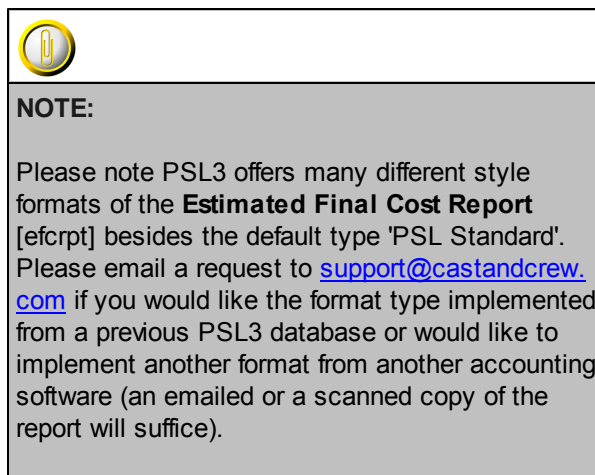 NOTE:
Please note PSL3 offers many different style
formats of the Estimated Final Cost Report
[efcrpt] besides the default type 'PSL Standard'.
Please email a request to support@castandcrew.
com if you would like the format type implemented
from a previous PSL3 database or would like to
implement another format from another accounting
software (an emailed or a scanned copy of the
report will suffice).